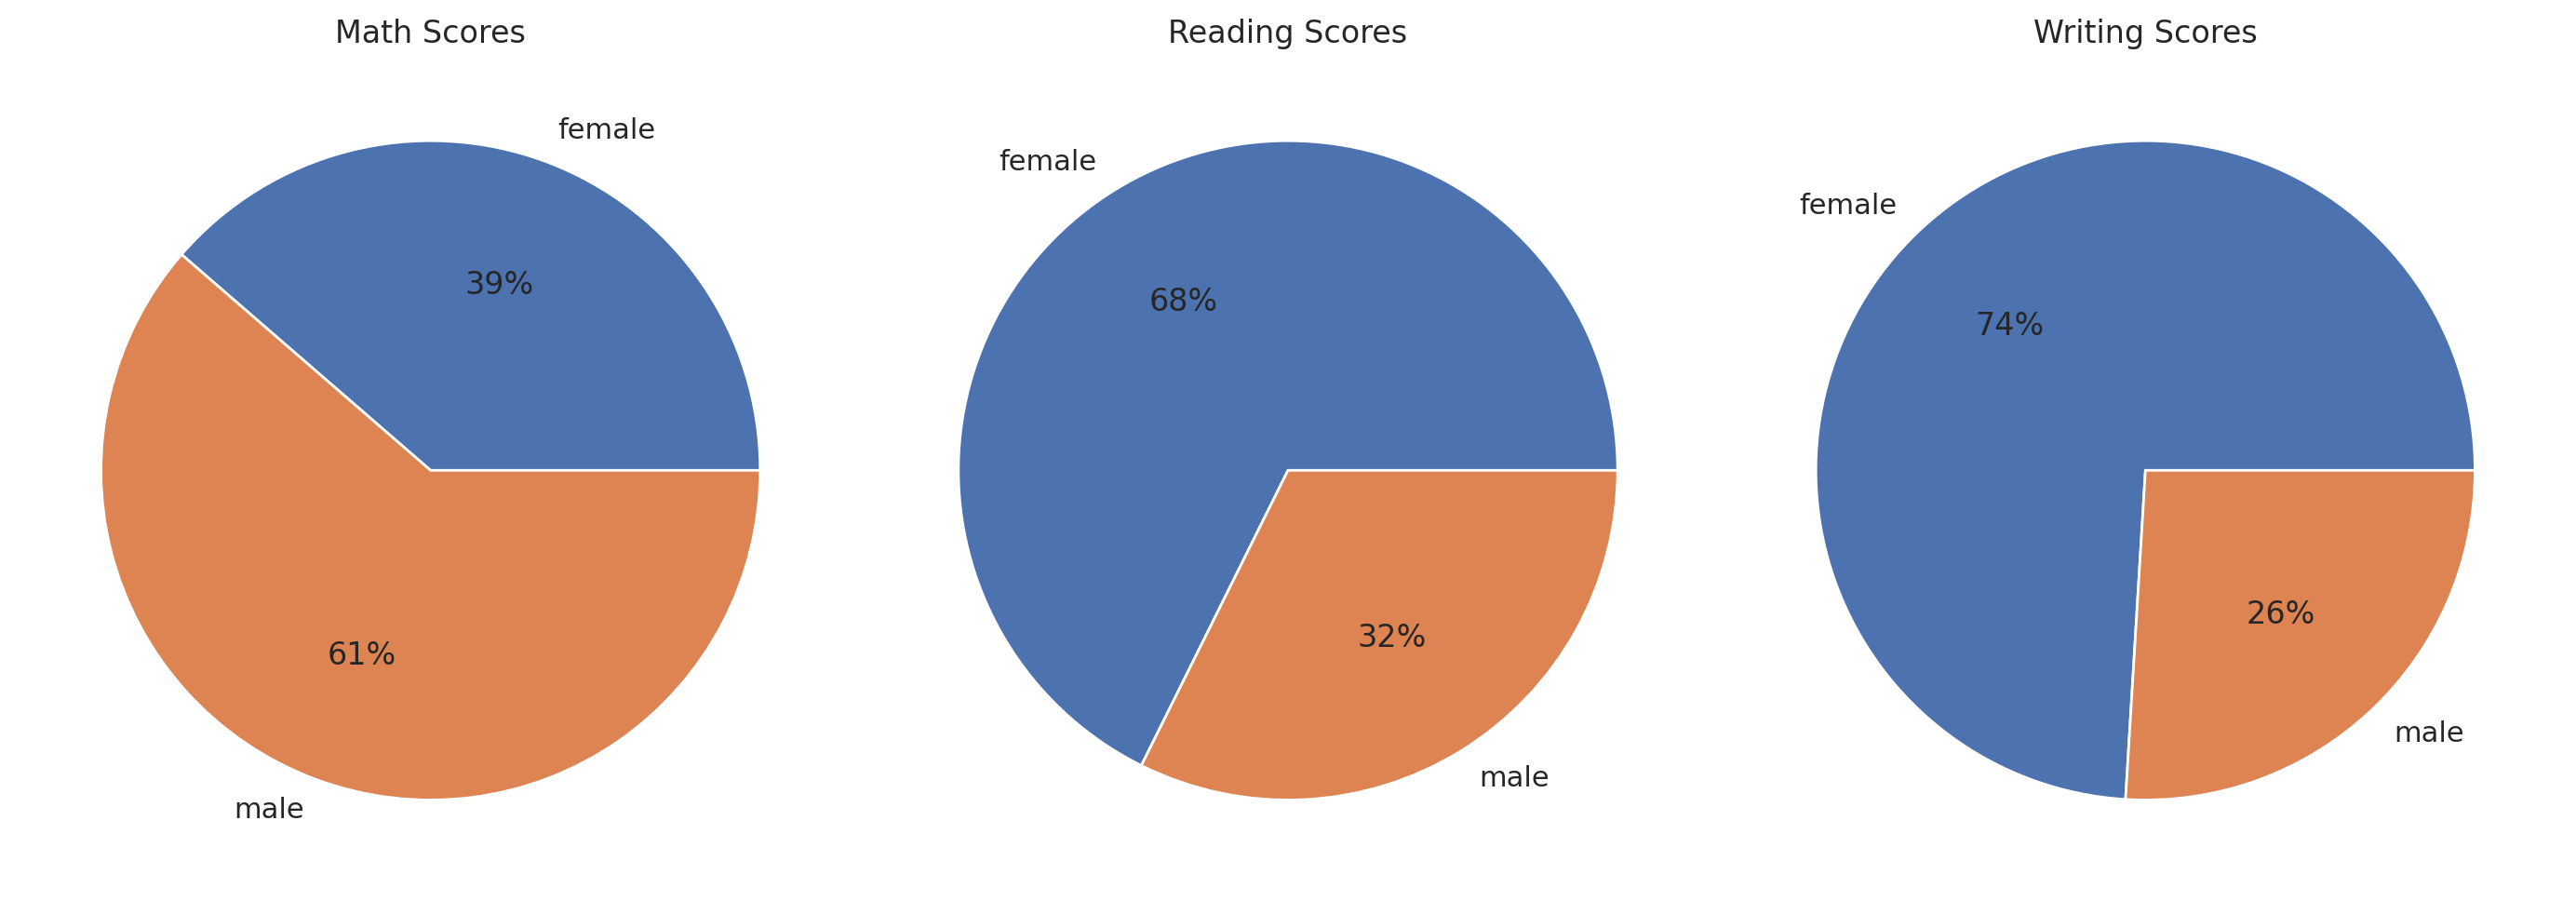 Math Scores
female
39%
61%
male
Reading Scores
female
68%
32%
male
Writing Scores
female
74%
26%
male